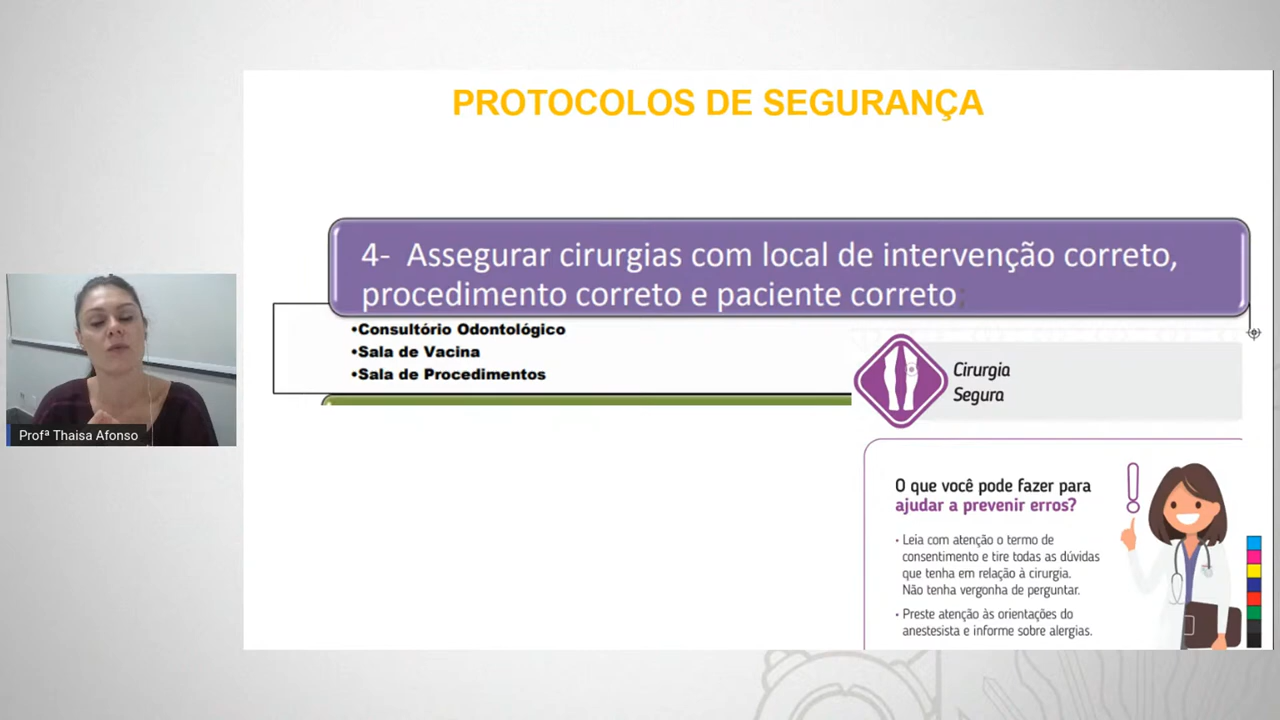 PROTOCOLOS DE SEGURANÇA
4- Assegurar cirurgias com local de intervenção correto,
procedimento correto e paciente correto;
•Consultório Odontológico
•Sala de Vacina
•Sala de Procedimentos
Cirurgia
Segura
Profª Thaisa Afonso
O que você pode fazer para
ajudar a prevenir erros?
• Leia com atenção o termo de
consentimento e tire todas as dúvidas
que tenha em relação à cirurgia.
Não tenha vergonha de perguntar.
• Preste atenção às orientações do
anestesista e informe sobre alergias.